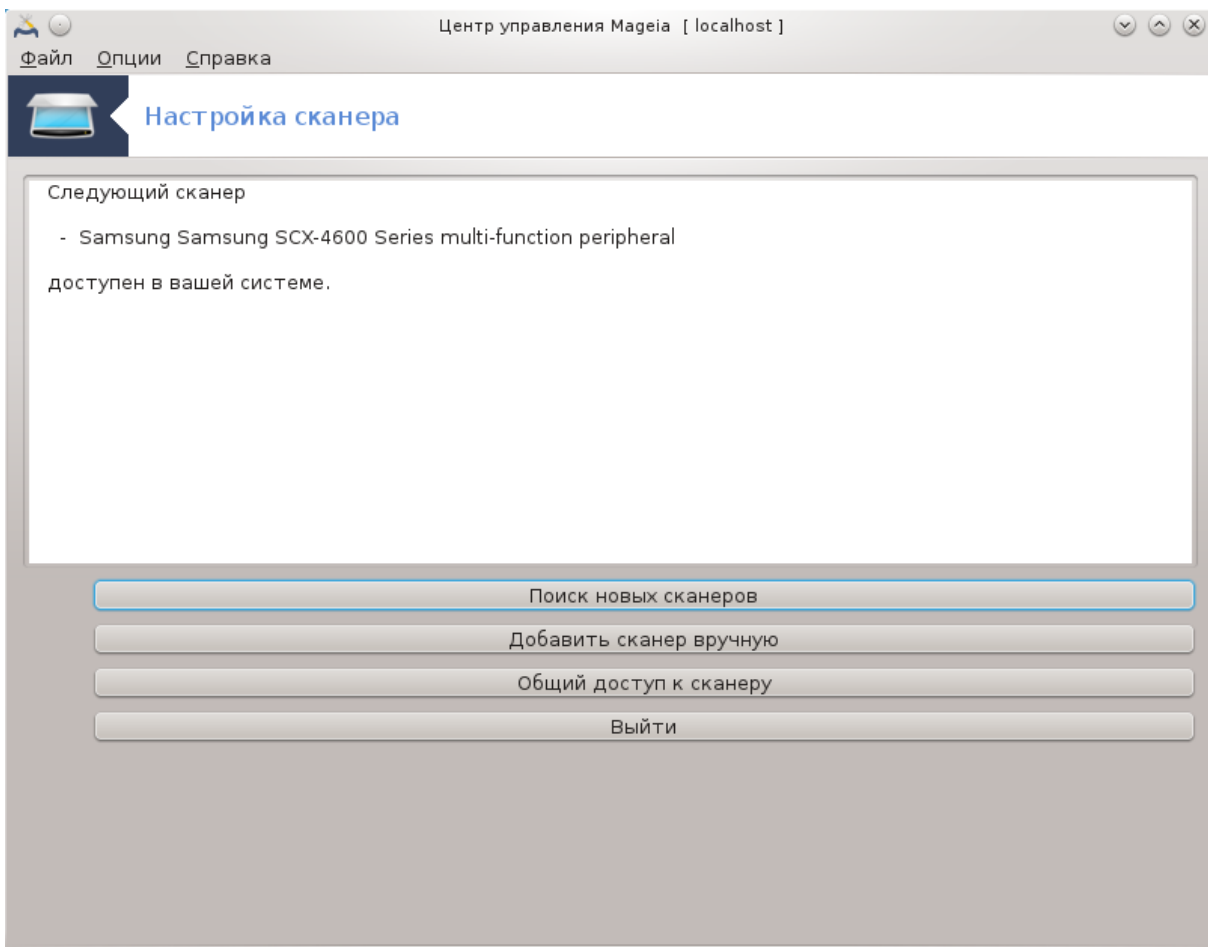 Центр управления Mageia [ localhost ]
Файл Опции Справка
Настройка сканера
Следующий сканер
- Samsung Samsung SCX-4600 Series multi-function peripheral
доступен в вашей системе.
Поиск новых сканеров
Добавить сканер вручную
Общий доступ к сканеру
Выйти